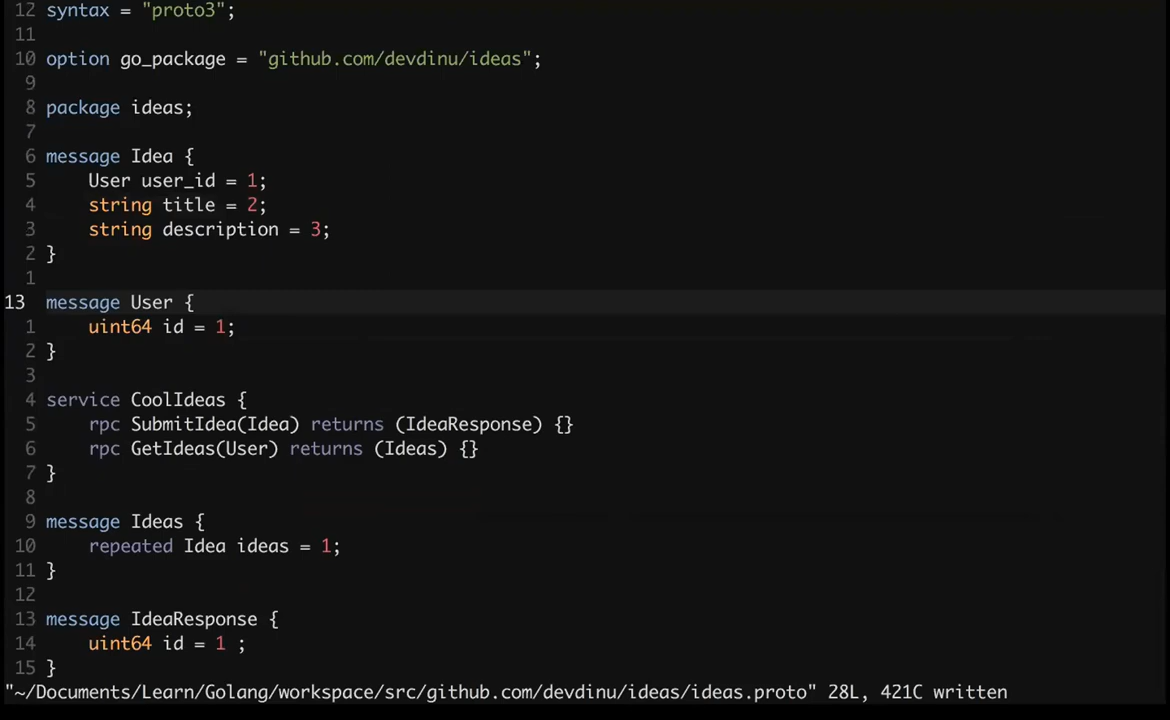 12 syntax = "proto3";
11
10 option go_package = "github.com/devdinu/ideas";
9
8 package ideas;
7
6 message Idea {
5     User user_id = 1;
4     string title = 2;
3     string description = 3;
2 }
1
13 message User {
1     uint64 id = 1;
2 }
3
4 service CoolIdeas {
5     rpc SubmitIdea(Idea) returns (IdeaResponse) {}
6     rpc GetIdeas(User) returns (Ideas) {}
7 }
8
9 message Ideas {
10     repeated Idea ideas = 1;
11 }
12
13 message IdeaResponse {
14     uint64 id = 1 ;
15 }
"~/Documents/Learn/Golang/workspace/src/github.com/devdinu/ideas/ideas.proto" 28L, 421C written